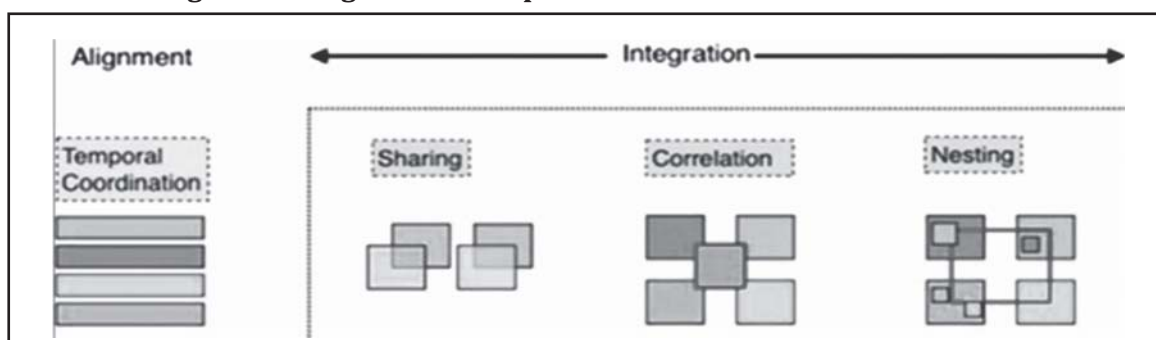 Alignment
Integration
Temporal
Coordination
Sharing
Correlation
Nesting